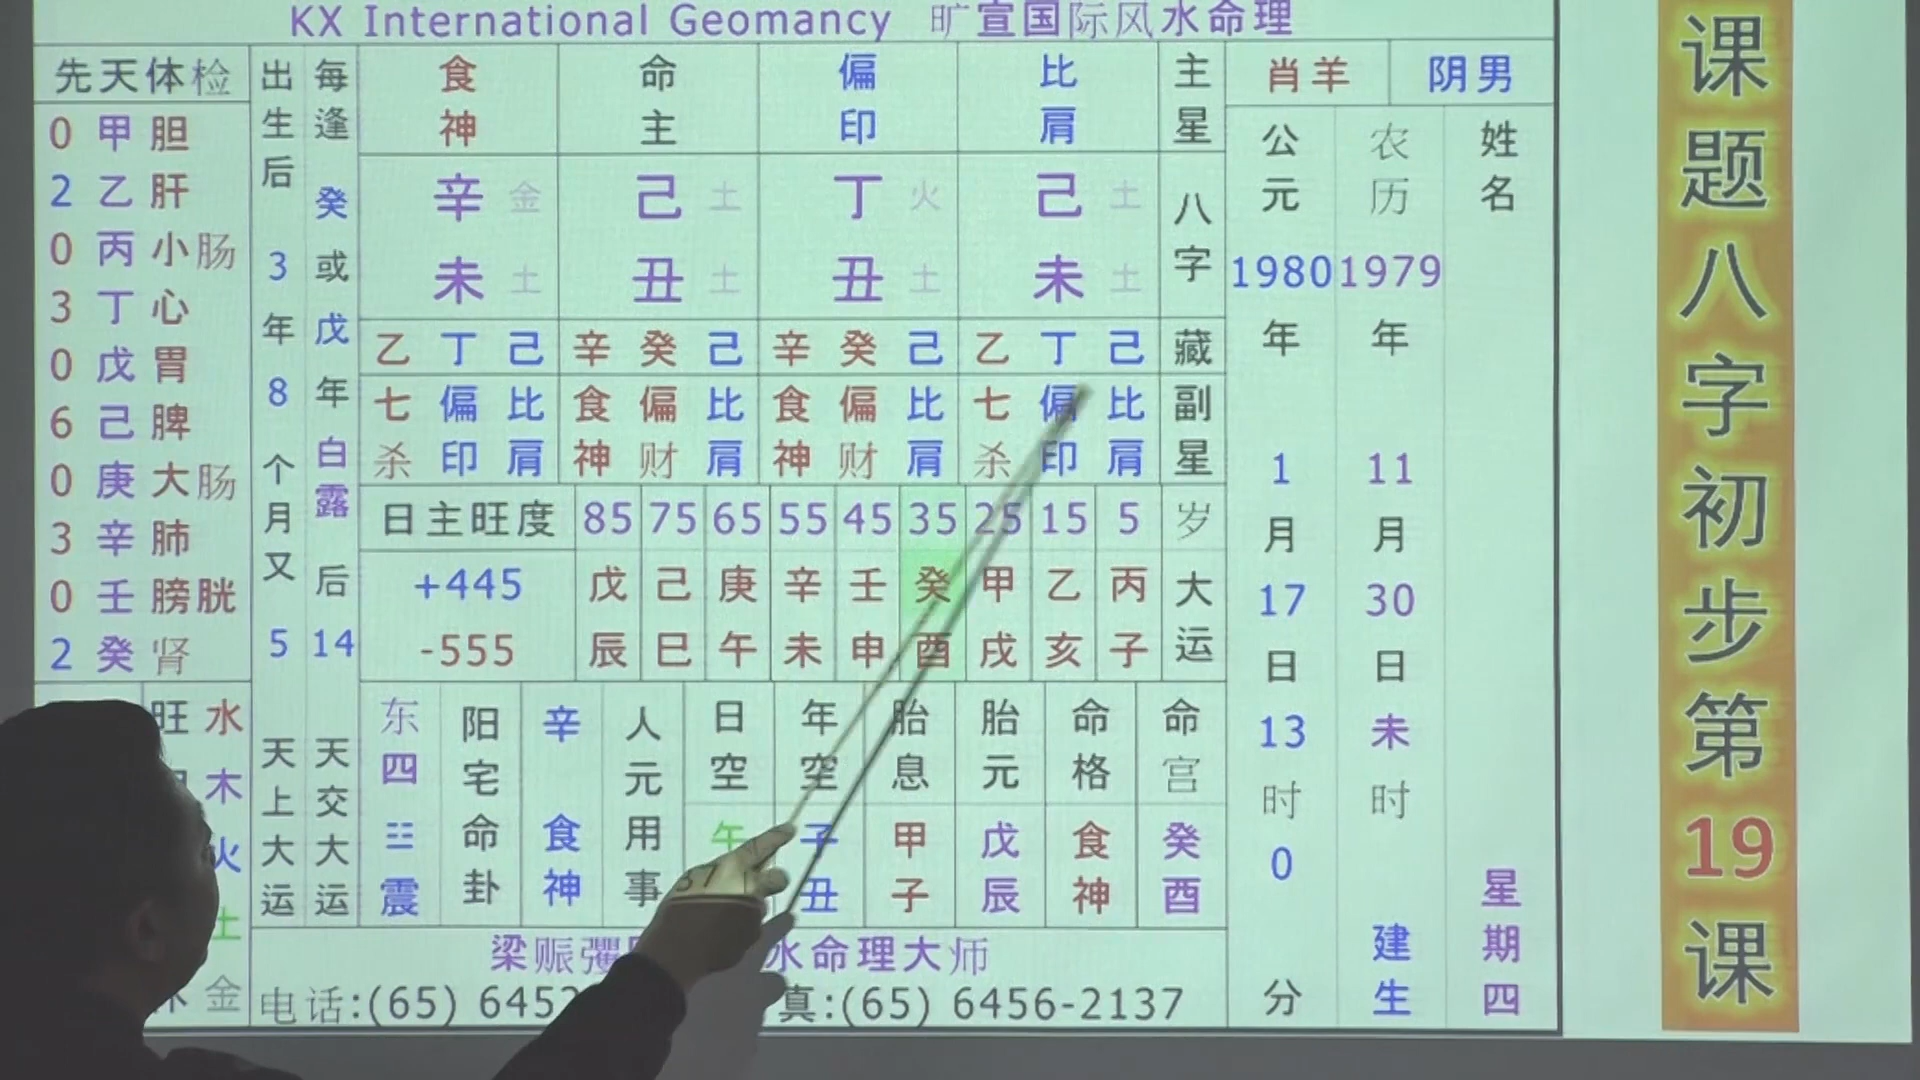 KX International Geomancy 旷宣国际风水命理
先天体检
0 甲 胆
2 乙 肝
0 丙 小肠
3 丁 心
0 戊 胃
6 己 脾
0 庚 大肠
3 辛 肺
0 壬 膀胱
2 癸 肾
旺 水
木
火
土
金
出生后 3 年 8 个月又 5 天上大运
每逢 癸 或 戊 年 白露 后 14 天交大运
食神 命主 偏印 比肩 主星
辛 金 己 土 丁 火 己 土 八字
未 土 丑 土 丑 土 未 土
乙 丁 己 辛 癸 己 辛 癸 己 乙 丁 己 藏
七杀 偏印 比肩 食神 偏财 比肩 食神 偏财 比肩 七杀 偏印 比肩 副星
日主旺度 85 75 65 55 45 35 25 15 5 岁
+445 戊 己 庚 辛 壬 癸 甲 乙 丙 大运
-555 辰 巳 午 未 申 酉 戌 亥 子
东四 ☳ 震
阳宅命卦
辛 食神
人元用事
日空 午
年空 子丑
胎息 甲子
胎元 戊辰
命格 食神
命宫 癸酉
梁赈彊 水命理大师
电话:(65) 645 真:(65) 6456-2137
肖羊 阴男
公元 1980 年 1 月 17 日 13 时 0 分
农历 1979 年 11 月 30 日 未 时 建生
姓名
星期四
课题八字初步第19课